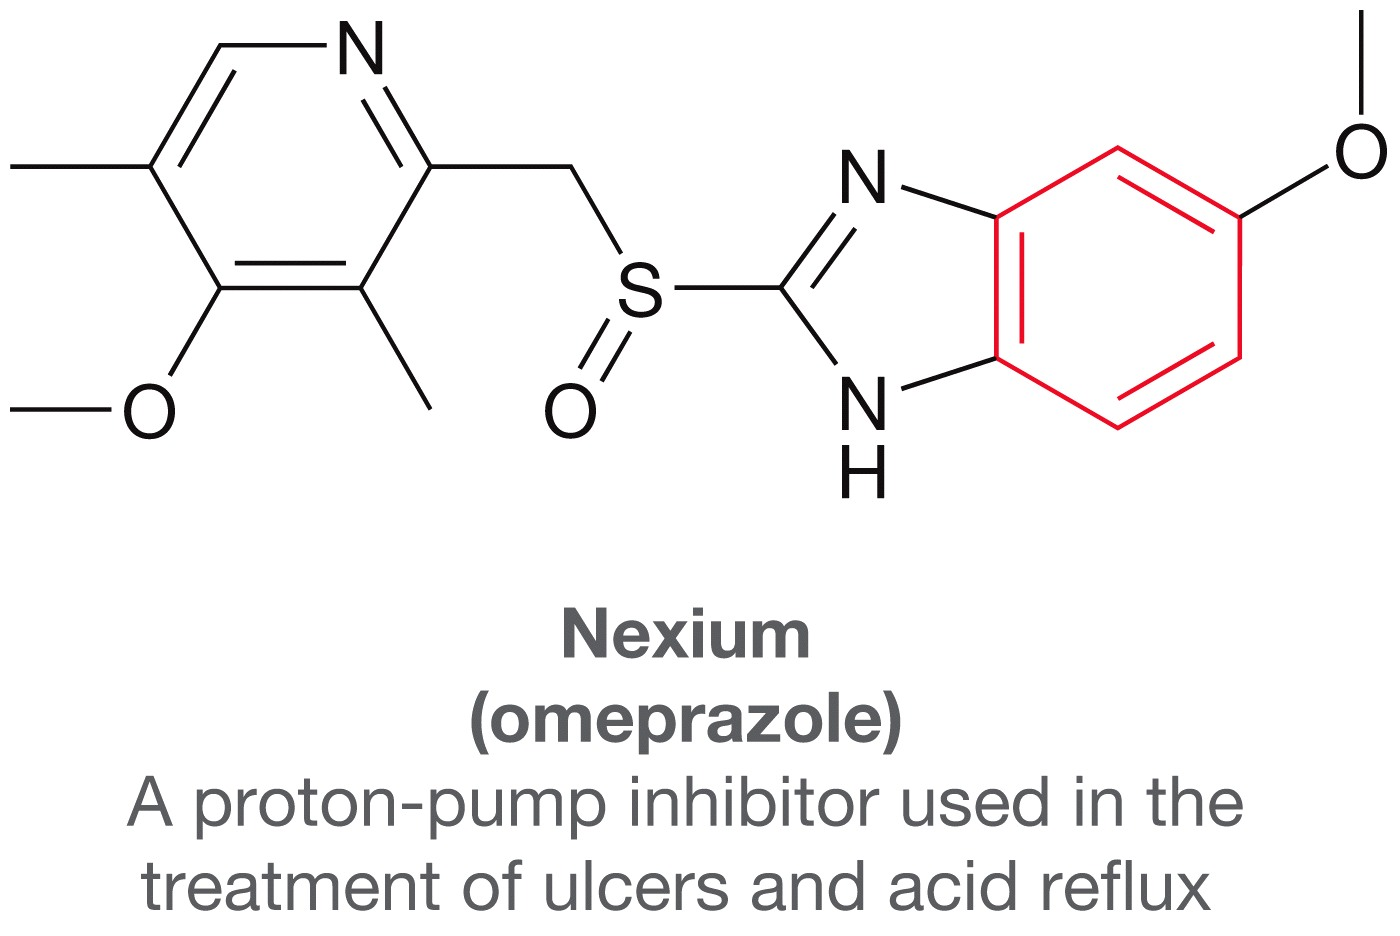 N
O
N
S
O
N
H
O
Nexium
(omeprazole)
A proton-pump inhibitor used in the
treatment of ulcers and acid reflux